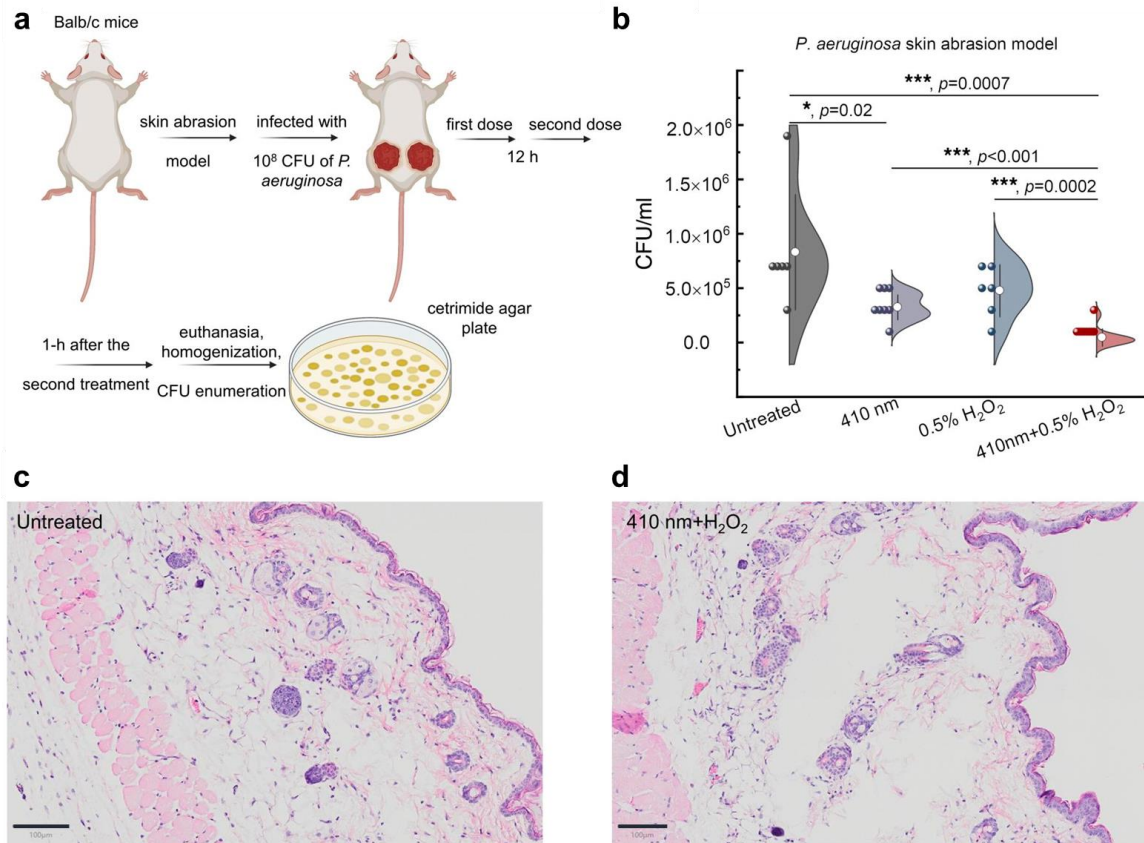 a
Balb/c mice
skin abrasion
model
infected with
10⁸ CFU of P.
aeruginosa
first dose
12 h
second dose
1-h after the
second treatment
euthanasia,
homogenization,
CFU enumeration
cetrimide agar
plate
b
P. aeruginosa skin abrasion model
***, p=0.0007
*, p=0.02
***, p<0.001
***, p=0.0002
CFU/ml
2.0×10⁶
1.5×10⁶
1.0×10⁶
5.0×10⁵
0.0
Untreated
410 nm
0.5% H₂O₂
410nm+0.5% H₂O₂
c
Untreated
100µm
d
410 nm+H₂O₂
100µm